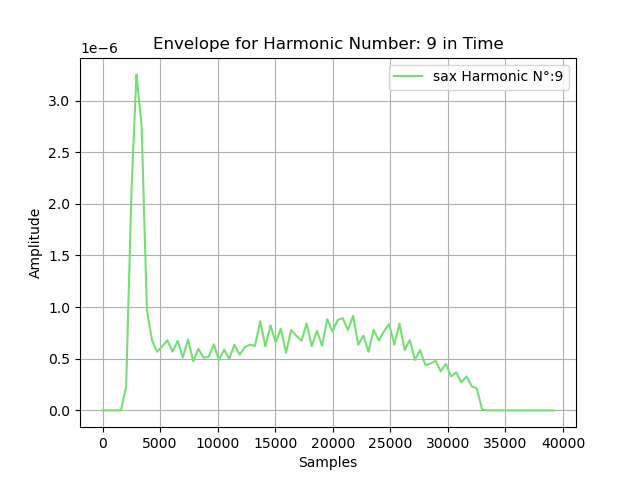 Envelope for Harmonic Number: 9 in Time
1e−6
sax Harmonic N°:9
3.0
2.5
2.0
1.5
1.0
0.5
0.0
Amplitude
0 5000 10000 15000 20000 25000 30000 35000 40000
Samples